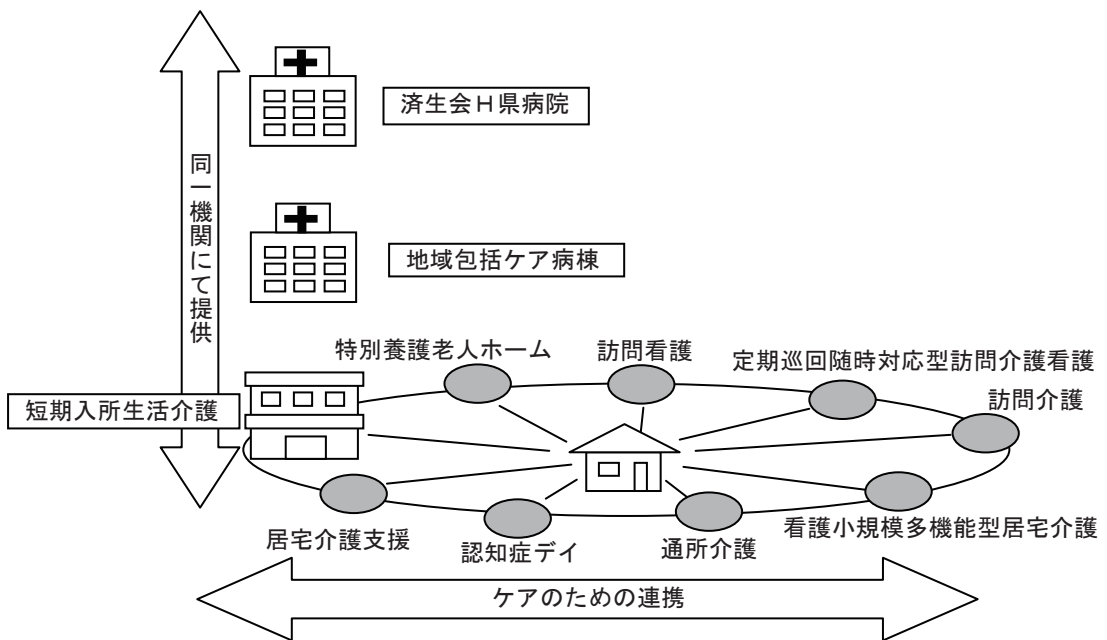 済生会H県病院
同一機関にて提供
地域包括ケア病棟
特別養護老人ホーム
訪問看護
定期巡回随時対応型訪問介護看護
短期入所生活介護
訪問介護
居宅介護支援
認知症デイ
通所介護
看護小規模多機能型居宅介護
ケアのための連携